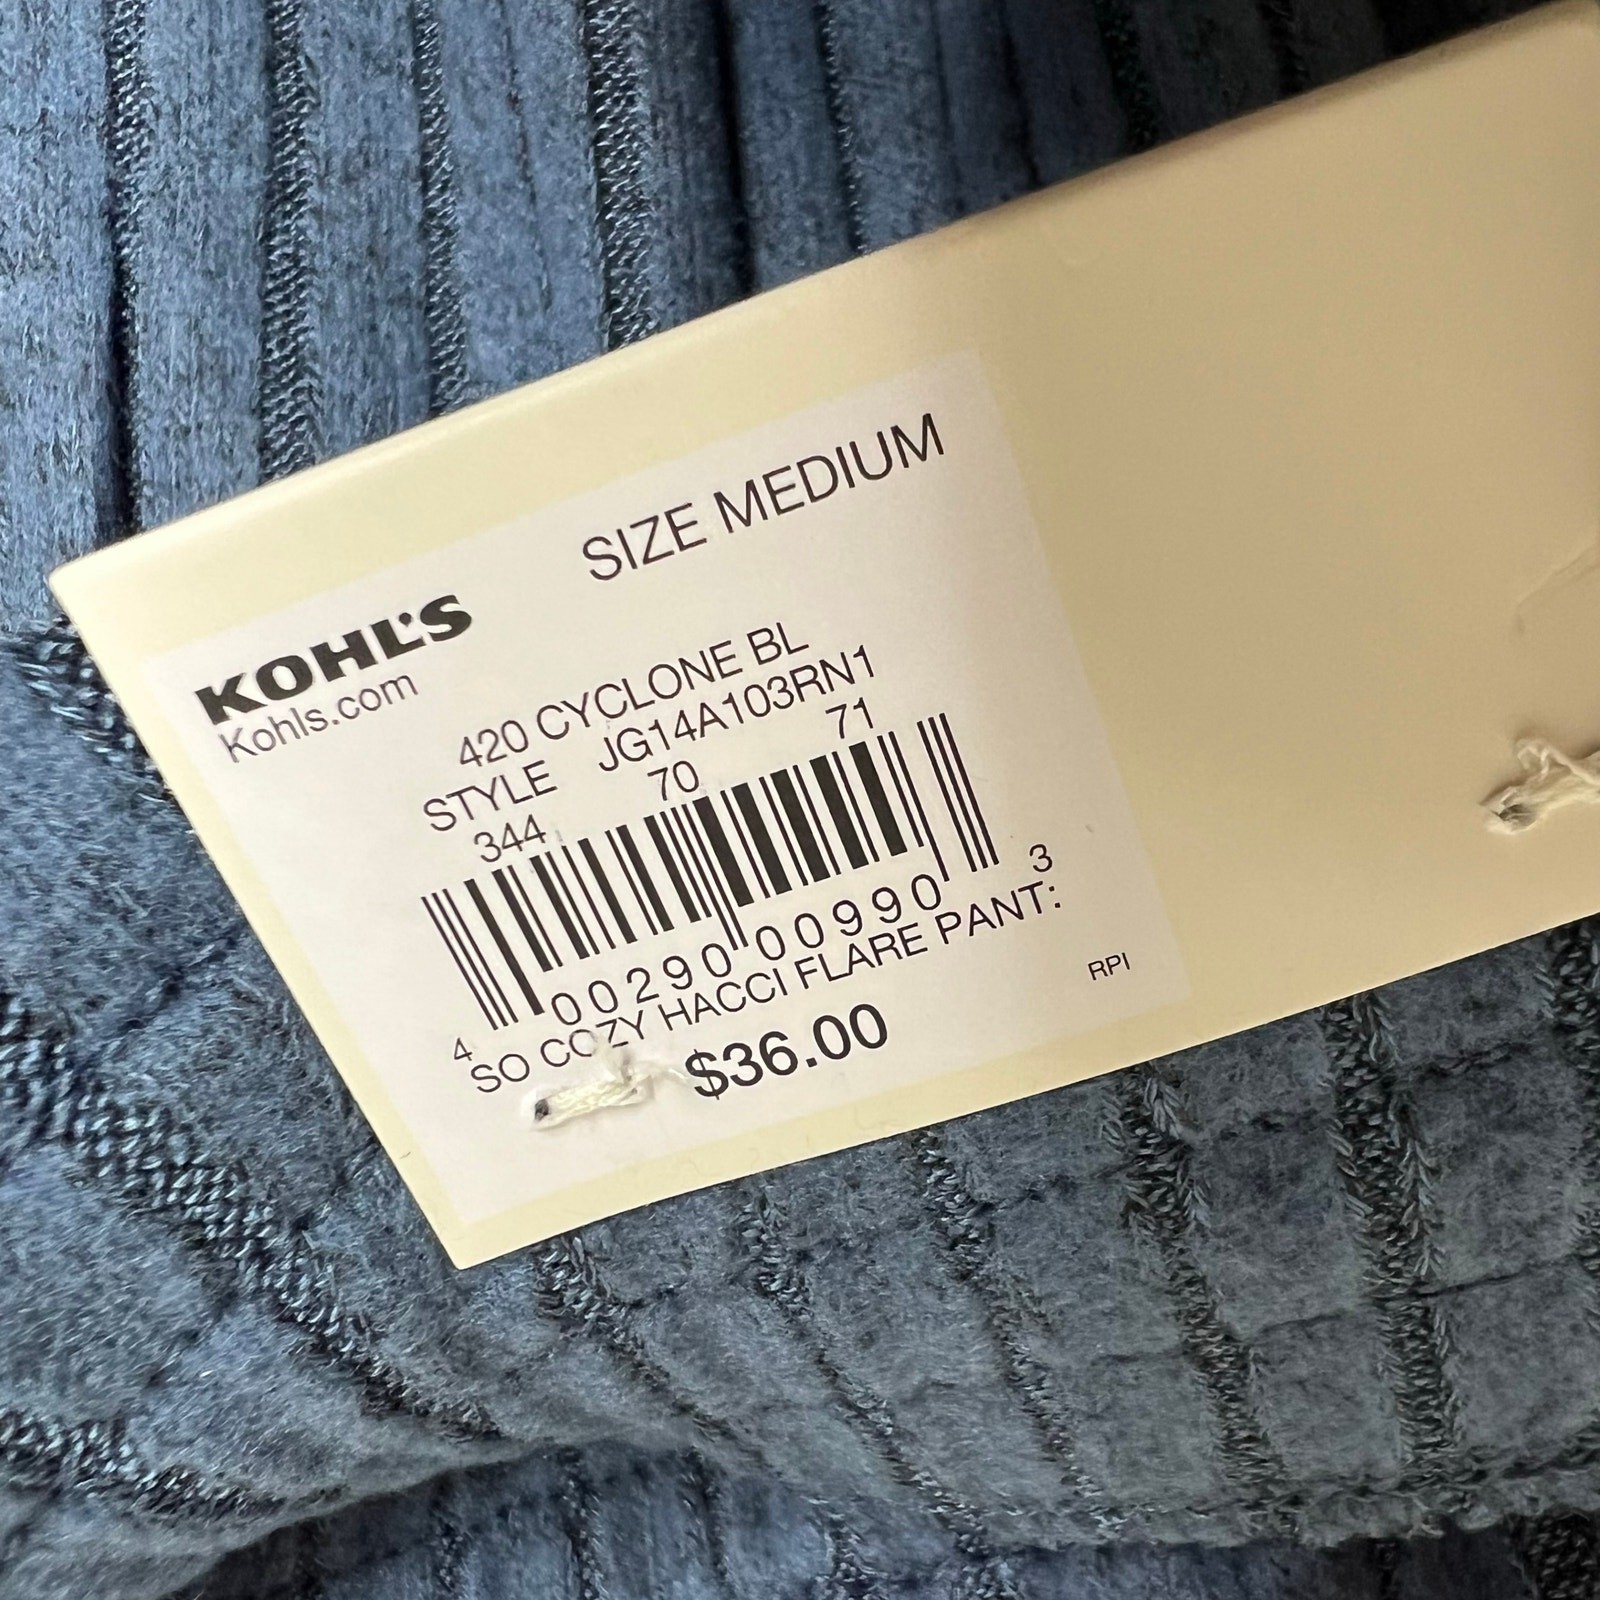 SIZE MEDIUM
KOHL'S
Kohls.com
420 CYCLONE BL
STYLE JG14A103RN1
344 70 71
4 00290 00990 3
SO COZY HACCI FLARE PANT:
RPI
$36.00